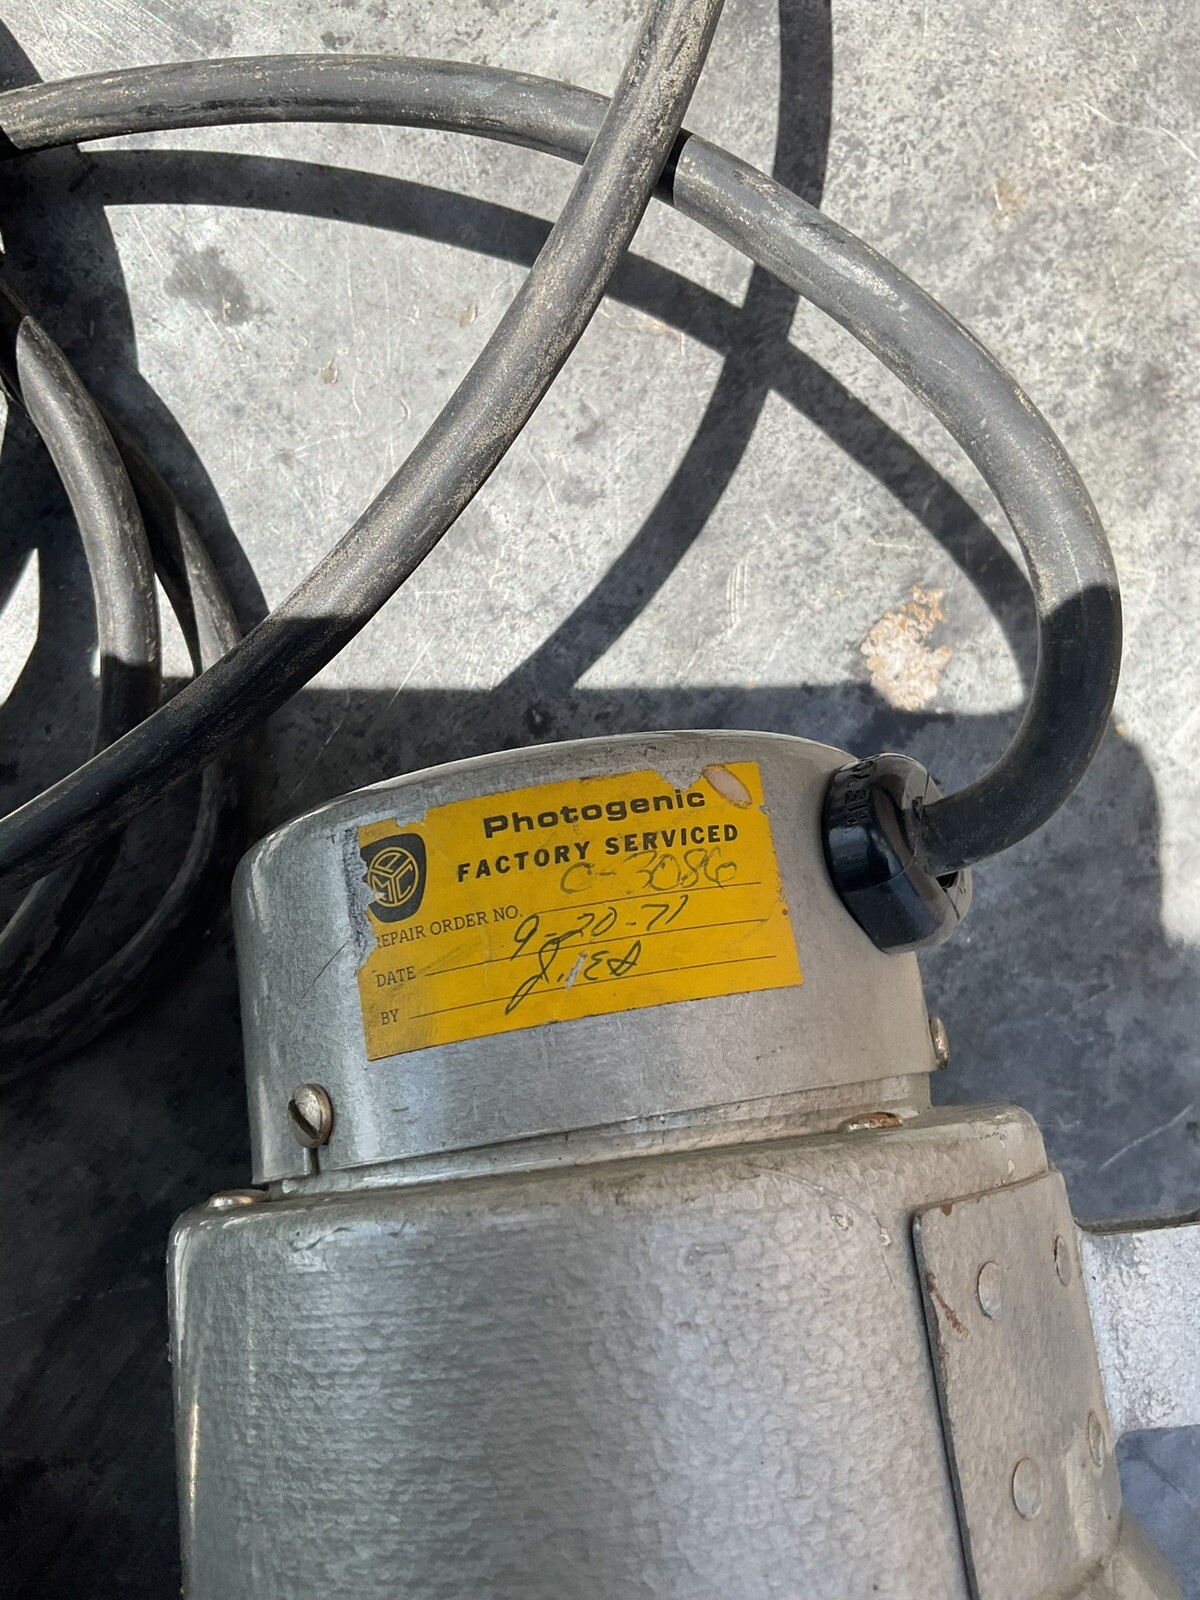 Photogenic
FACTORY SERVICED
REPAIR ORDER NO. C-3086
DATE 9-20-71
BY